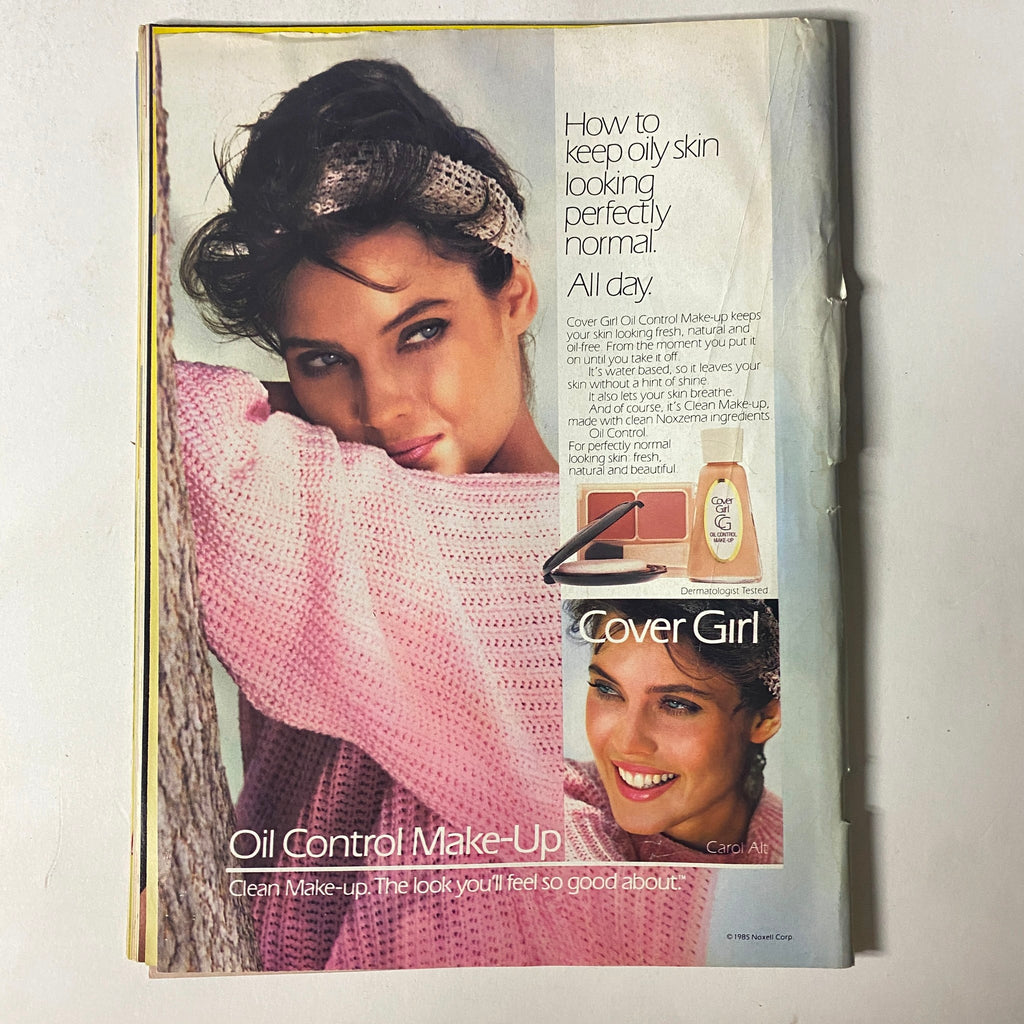 How to
keep oily skin
looking
perfectly
normal.
All day.
Cover Girl Oil Control Make-up keeps
your skin looking fresh, natural and
oil-free. From the moment you put it
on until you take it off.
It's water based, so it leaves your
skin without a hint of shine.
It also lets your skin breathe.
And of course, it's Clean Make-up,
made with clean Noxzema ingredients.
Oil Control.
For perfectly normal
looking skin: fresh,
natural and beautiful.
Cover
Girl
CG
OIL CONTROL
MAKE-UP
Dermatologist Tested
Cover Girl
Carol Alt
Oil Control Make-Up
Clean Make-up. The look you'll feel so good about.™
© 1985 Noxell Corp.